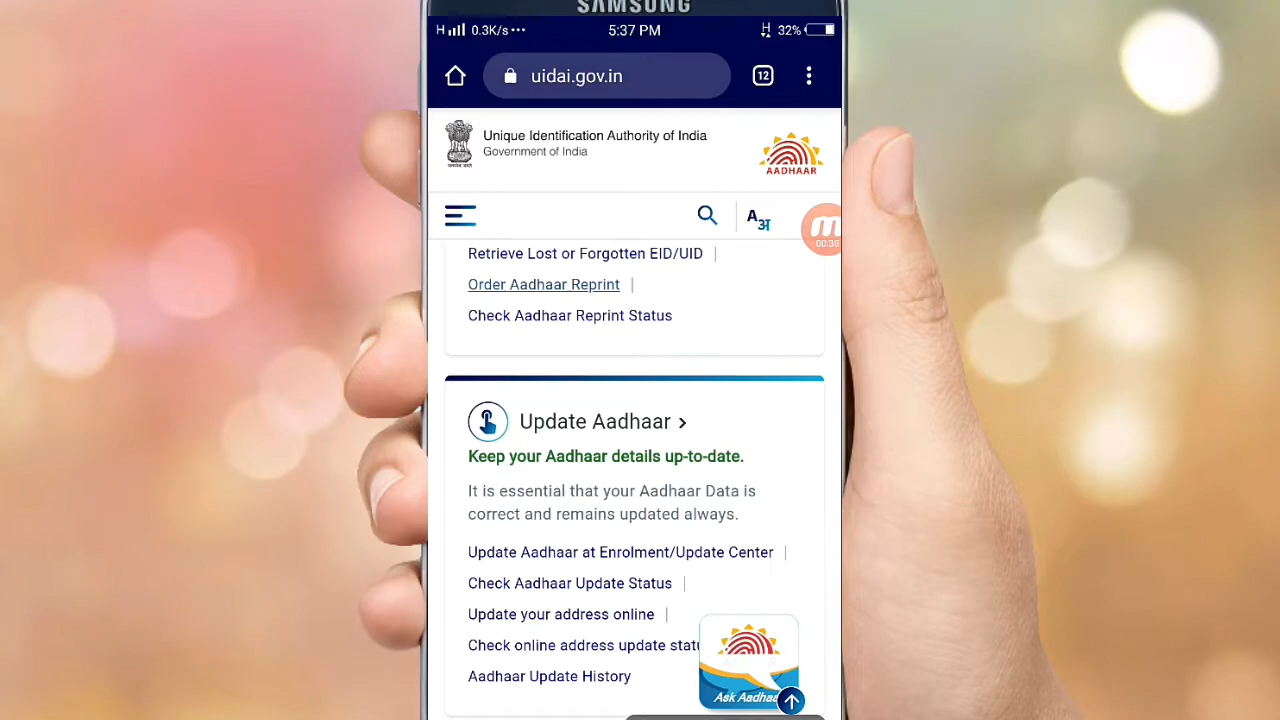 SAMSUNG
H 0.3K/s ... 5:37 PM H 32%
uidai.gov.in 12
Unique Identification Authority of India
Government of India
AADHAAR
A अ
00:36
Retrieve Lost or Forgotten EID/UID |
Order Aadhaar Reprint |
Check Aadhaar Reprint Status
Update Aadhaar >
Keep your Aadhaar details up-to-date.
It is essential that your Aadhaar Data is
correct and remains updated always.
Update Aadhaar at Enrolment/Update Center |
Check Aadhaar Update Status |
Update your address online |
Check online address update
Aadhaar Update History
Ask